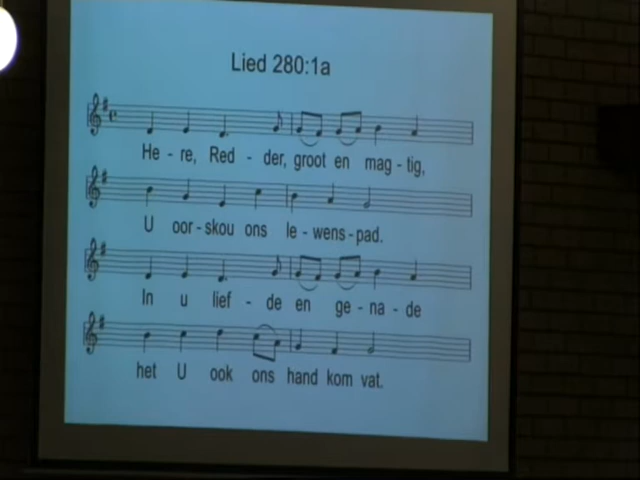 Lied 280:1a
He - re, Red - der, groot en mag - tig,
U oor - skou ons le - wens - pad.
In u lief - de en ge - na - de
het U ook ons hand kom vat.